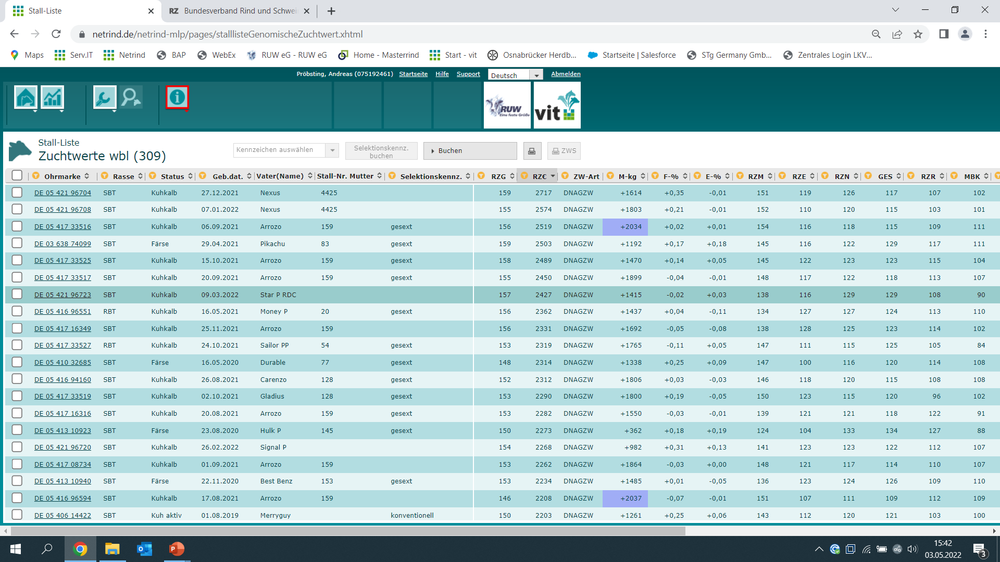 Stall-Liste
RZ Bundesverband Rind und Schwei
netrind.de/netrind-mlp/pages/stalllisteGenomischeZuchtwert.xhtml
Maps Serv.IT Netrind BAP WebEx RUW eG - RUW eG Home - Masterrind Start - vit Osnabrücker Herdb... Startseite | Salesforce STg Germany Gmb... Zentrales Login LKV...
Pröbsting, Andreas (075192461) Startseite Hilfe Support Deutsch Abmelden
RUW
Eine feste Größe
vit
Stall-Liste
Zuchtwerte wbl (309)
Kennzeichen auswählen
Selektionskennz.
buchen
Buchen
ZWS
Ohrmarke Rasse Status Geb.dat. Vater(Name) Stall-Nr. Mutter Selektionskennz. RZG RZ€ ZW-Art M-kg F-% E-% RZM RZE RZN GES RZR MBK
DE 05 421 96704 SBT Kuhkalb 27.12.2021 Nexus 4425 159 2717 DNAGZW +1614 +0,35 -0,01 151 119 126 117 107 102
DE 05 421 96708 SBT Kuhkalb 07.01.2022 Nexus 4425 155 2574 DNAGZW +1803 +0,21 -0,01 152 110 120 115 103 101
DE 05 417 33516 SBT Kuhkalb 06.09.2021 Arrozo 159 gesext 156 2519 DNAGZW +2034 +0,02 +0,01 154 116 118 115 109 111
DE 03 638 74099 SBT Färse 29.04.2021 Pikachu 83 gesext 159 2503 DNAGZW +1192 +0,17 +0,18 145 116 122 129 117 111
DE 05 417 33525 SBT Kuhkalb 15.10.2021 Arrozo 159 gesext 158 2489 DNAGZW +1470 +0,14 +0,05 145 122 123 123 115 104
DE 05 417 33517 SBT Kuhkalb 20.09.2021 Arrozo 159 gesext 155 2450 DNAGZW +1899 -0,04 -0,01 148 117 122 118 113 107
DE 05 421 96723 SBT Kuhkalb 09.03.2022 Star P RDC 157 2427 DNAGZW +1415 -0,02 +0,03 138 116 129 129 108 90
DE 05 416 96551 RBT Kuhkalb 16.05.2021 Money P 20 gesext 156 2362 DNAGZW +1437 +0,04 -0,11 134 127 127 124 113 110
DE 05 417 16349 SBT Kuhkalb 25.11.2021 Arrozo 159 156 2331 DNAGZW +1692 -0,05 -0,08 138 128 125 123 114 102
DE 05 417 33527 RBT Kuhkalb 24.10.2021 Sailor PP 54 gesext 153 2319 DNAGZW +1765 -0,11 +0,05 147 111 115 125 105 84
DE 05 410 32685 SBT Färse 16.05.2020 Durable 77 gesext 148 2314 DNAGZW +1338 +0,25 +0,09 147 100 116 120 114 108
DE 05 416 94160 SBT Kuhkalb 26.08.2021 Carenzo 128 gesext 152 2312 DNAGZW +1806 +0,03 -0,03 146 118 120 115 108 108
DE 05 417 33519 SBT Kuhkalb 02.10.2021 Gladius 128 gesext 153 2290 DNAGZW +1800 +0,19 -0,05 150 123 115 120 96 102
DE 05 417 16316 SBT Kuhkalb 20.08.2021 Arrozo 159 gesext 153 2282 DNAGZW +1550 -0,03 -0,01 139 121 121 118 122 91
DE 05 413 10923 SBT Färse 23.08.2020 Hulk P 145 gesext 150 2273 DNAGZW +362 +0,18 +0,19 124 104 133 134 127 88
DE 05 421 96720 SBT Kuhkalb 26.02.2022 Signal P 154 2268 DNAGZW +982 +0,31 +0,13 141 123 123 122 112 107
DE 05 417 08734 SBT Kuhkalb 01.09.2021 Arrozo 159 153 2262 DNAGZW +1864 -0,03 +0,00 148 121 117 114 110 107
DE 05 413 10940 SBT Färse 22.11.2020 Best Benz 153 gesext 153 2234 DNAGZW +1485 +0,01 -0,05 136 123 124 126 109 110
DE 05 416 96594 SBT Kuhkalb 17.08.2021 Arrozo 159 146 2208 DNAGZW +2037 -0,07 -0,01 151 107 111 109 112 109
DE 05 406 14422 SBT Kuh aktiv 01.08.2019 Merryguy konventionell 150 2203 DNAGZW +1261 +0,25 +0,06 143 112 120 121 103 100
15:42
03.05.2022
3